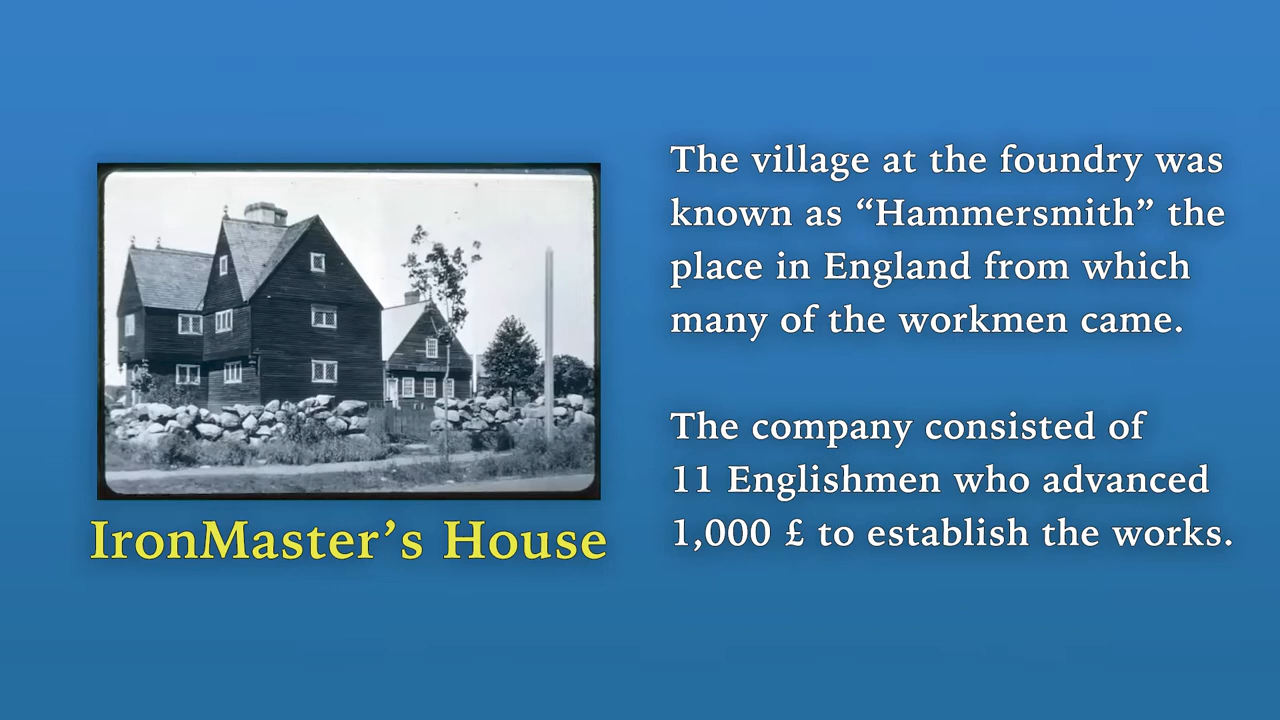 The village at the foundry was
known as “Hammersmith” the
place in England from which
many of the workmen came.
The company consisted of
11 Englishmen who advanced
1,000 £ to establish the works.
IronMaster’s House